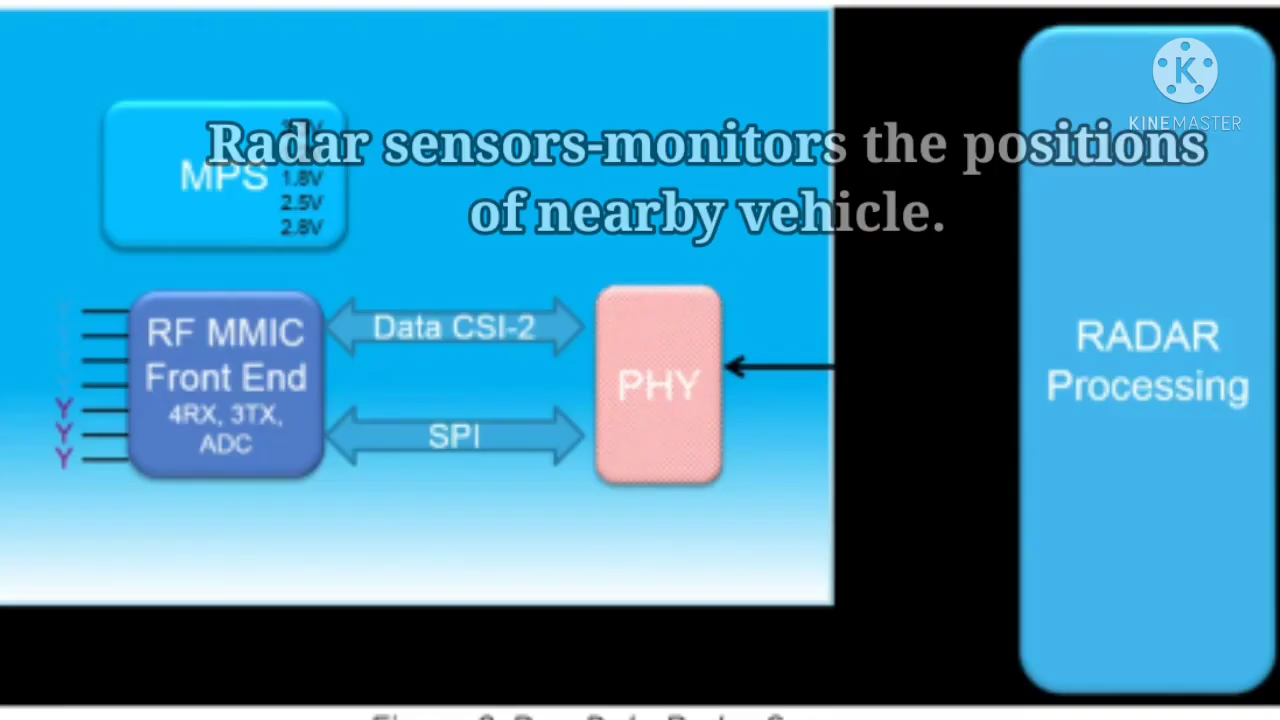 Radar sensors-monitors the positions
of nearby vehicle.
KINEMASTER
MPS
1.8V
2.5V
2.8V
RF MMIC
Front End
4RX, 3TX,
ADC
Data CSI-2
SPI
PHY
RADAR
Processing